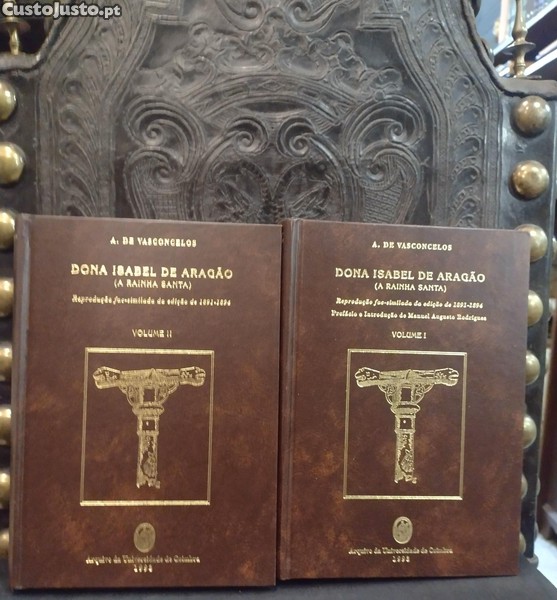 CustoJusto.pt
A. DE VASCONCELOS
DONA ISABEL DE ARAGÃO
(A RAINHA SANTA)
Reprodução fac-similada da edição de 1891-1894
VOLUME II
Arquivo da Universidade de Coimbra
1993
A. DE VASCONCELOS
DONA ISABEL DE ARAGÃO
(A RAINHA SANTA)
Reprodução fac-similada da edição de 1891-1894
Prefácio e Introdução de Manuel Augusto Rodrigues
VOLUME I
Arquivo da Universidade de Coimbra
1993